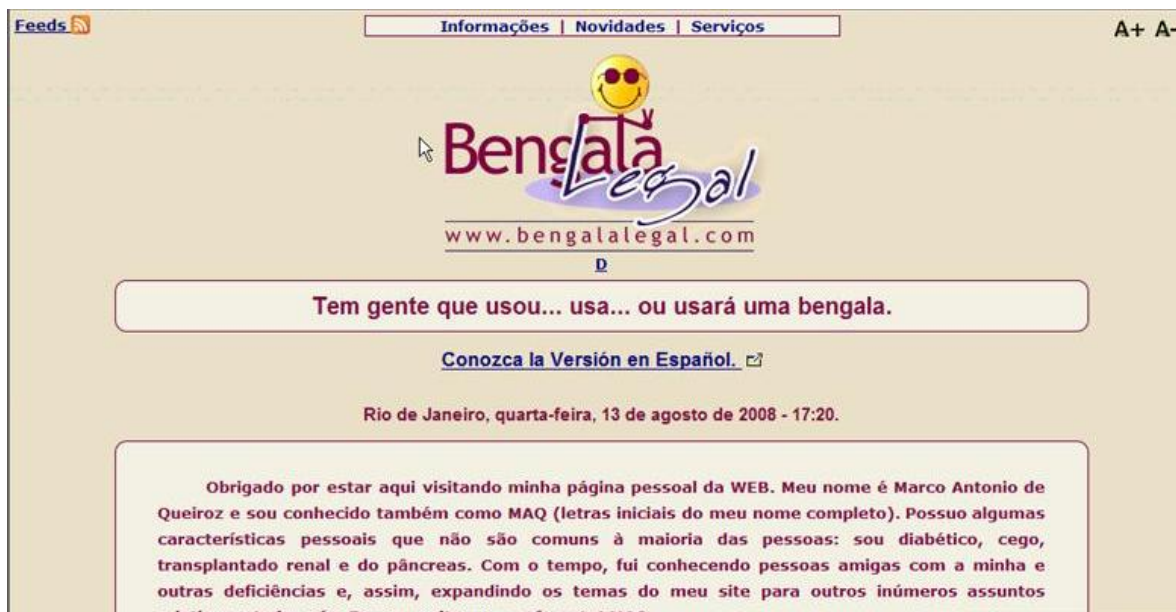 Feeds
Informações | Novidades | Serviços
A+ A-
Bengala
Legal
www.bengalalegal.com
D
Tem gente que usou... usa... ou usará uma bengala.
Conozca la Versión en Español.
Rio de Janeiro, quarta-feira, 13 de agosto de 2008 - 17:20.
Obrigado por estar aqui visitando minha página pessoal da WEB. Meu nome é Marco Antonio de
Queiroz e sou conhecido também como MAQ (letras iniciais do meu nome completo). Possuo algumas
características pessoais que não são comuns à maioria das pessoas: sou diabético, cego,
transplantado renal e do pâncreas. Com o tempo, fui conhecendo pessoas amigas com a minha e
outras deficiências e, assim, expandindo os temas do meu site para outros inúmeros assuntos